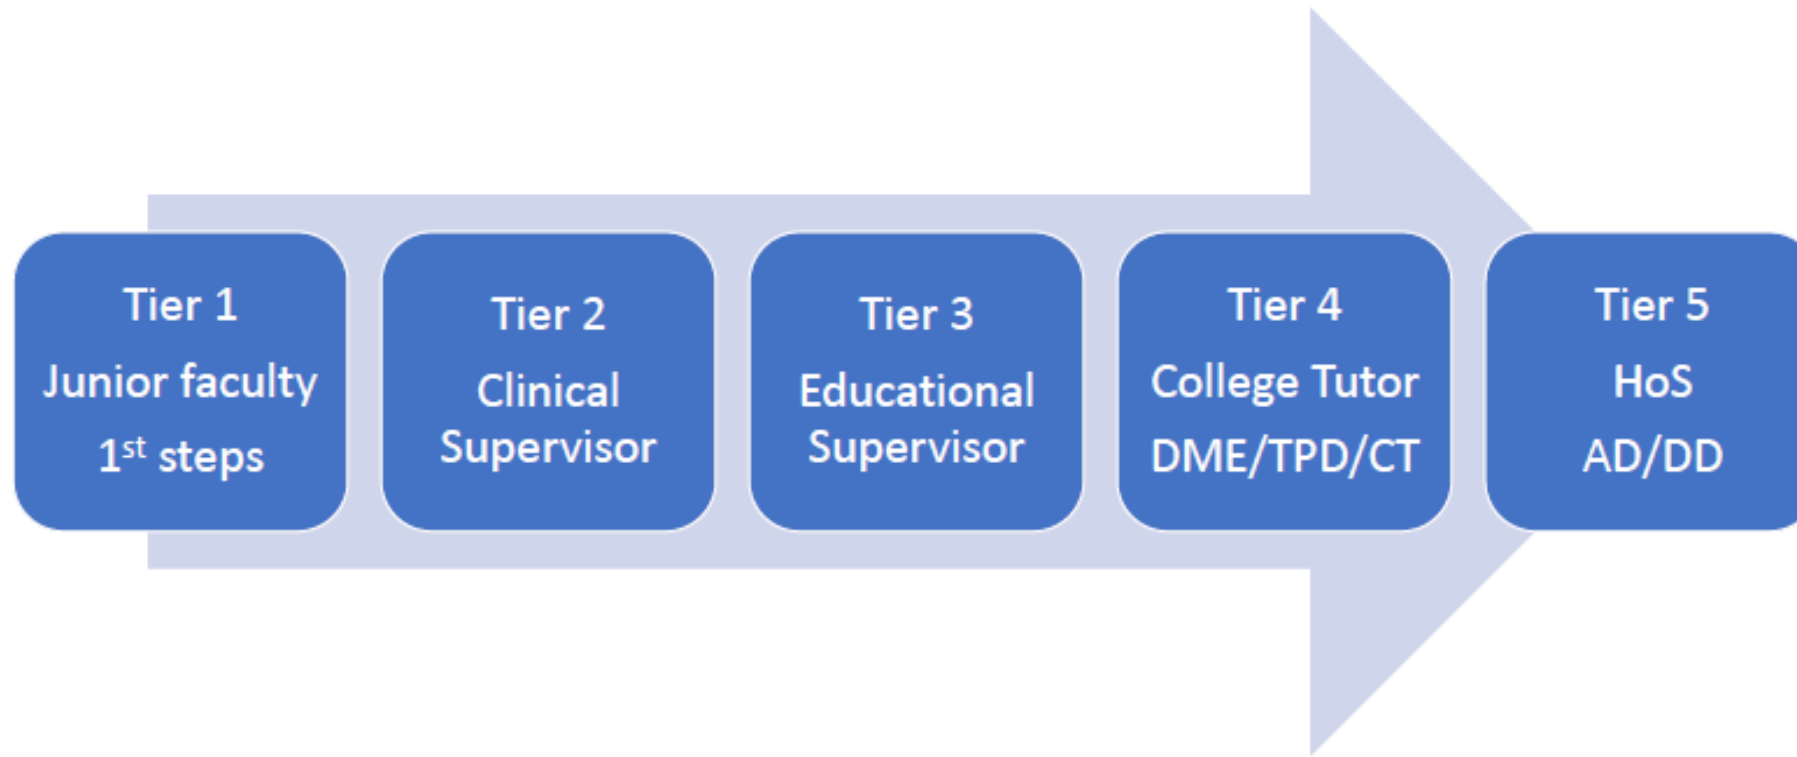 Tier 1
Junior faculty
1st steps
Tier 2
Clinical
Supervisor
Tier 3
Educational
Supervisor
Tier 4
College Tutor
DME/TPD/CT
Tier 5
HoS
AD/DD